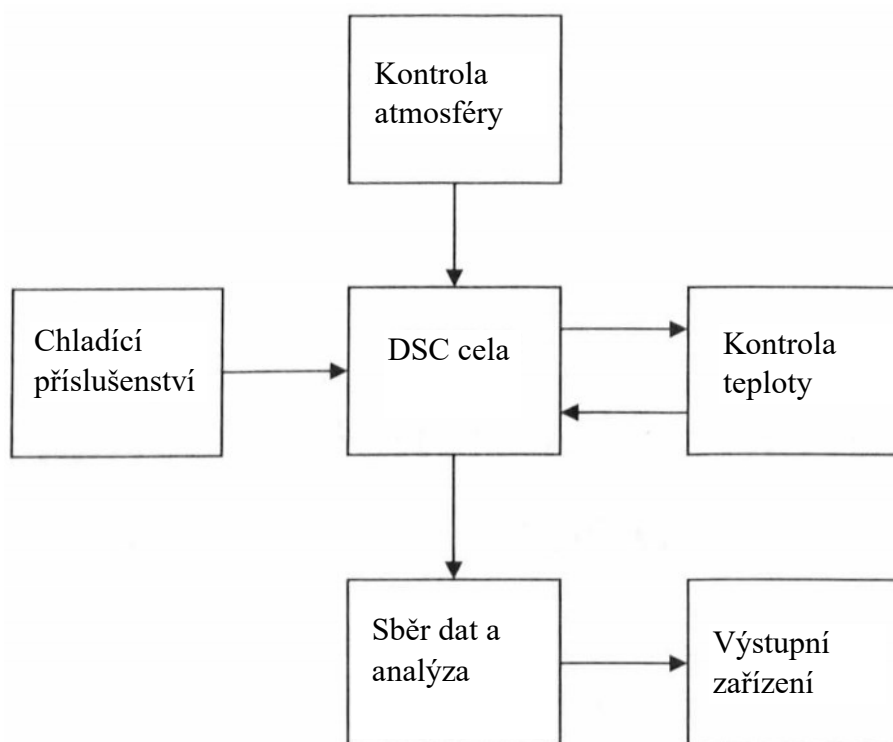 Kontrola
atmosféry
Chladící
příslušenství
DSC cela
Kontrola
teploty
Sběr dat a
analýza
Výstupní
zařízení